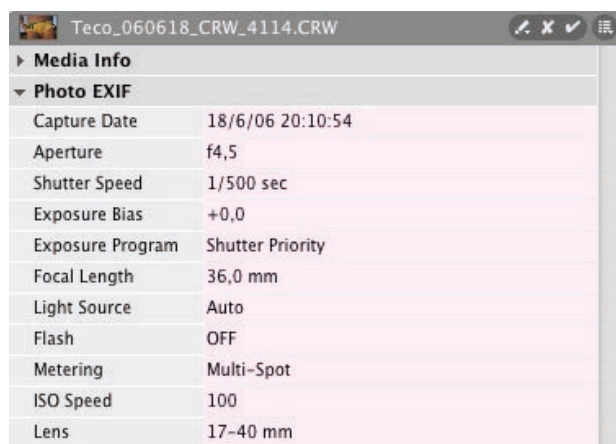 Teco_060618_CRW_4114.CRW
Media Info
Photo EXIF
Capture Date 18/6/06 20:10:54
Aperture f4,5
Shutter Speed 1/500 sec
Exposure Bias +0,0
Exposure Program Shutter Priority
Focal Length 36,0 mm
Light Source Auto
Flash OFF
Metering Multi-Spot
ISO Speed 100
Lens 17-40 mm